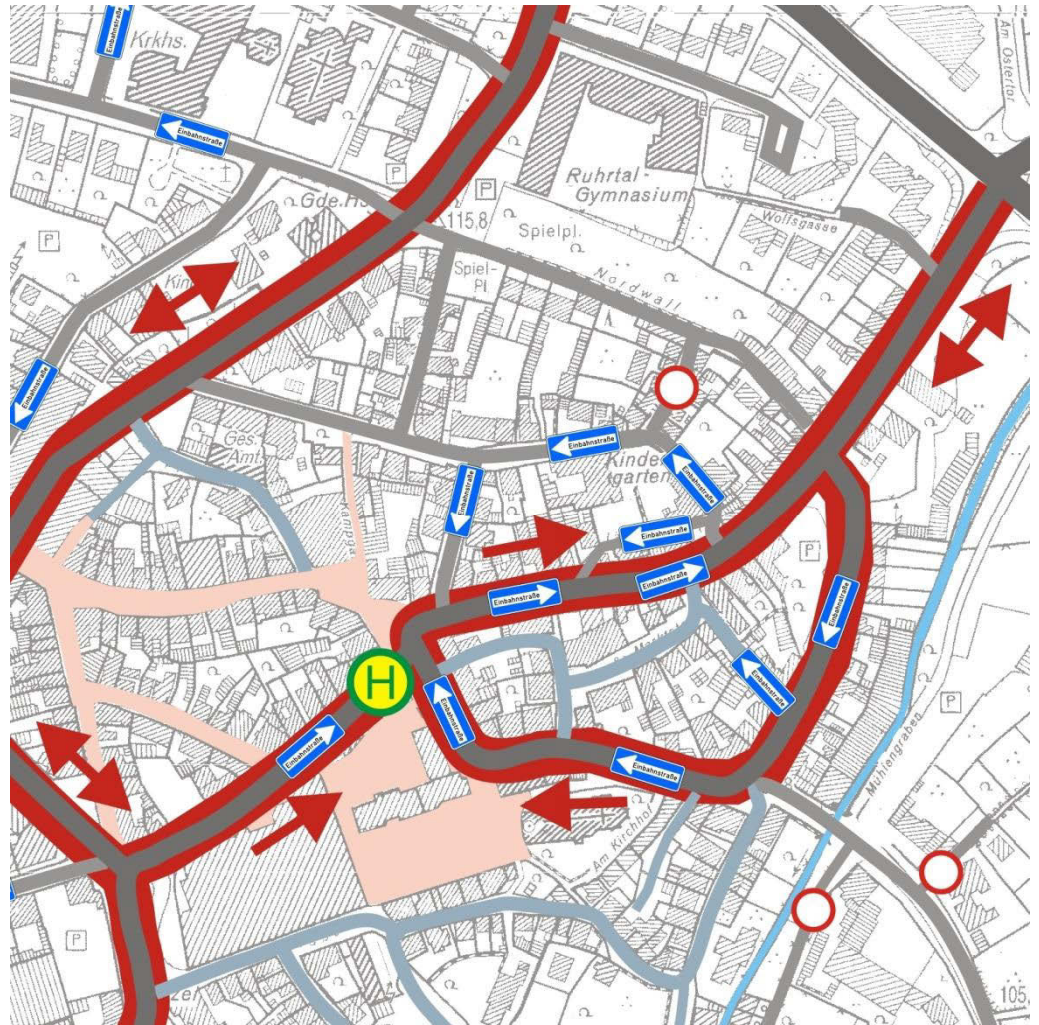 Einbahnstraße
Krkhs.
Am Ostertor
Einbahnstraße
Ruhrtal-
Gymnasium
Gde.
115,8
Spielpl.
Wolfsgasse
P
P
P
Spiel-
Pl.
Nordwall
Einbahnstraße
Ges.
Amt
Einbahnstraße
Kinder
garten
Einbahnstraße
Einbahnstraße
Einbahnstraße
P
Einbahnstraße
Einbahnstraße
Einbahnstraße
H
Einbahnstraße
Einbahnstraße
P
Mühlengraben
Einbahnstraße
Einbahnstraße
Am Kirchhof
P
105,